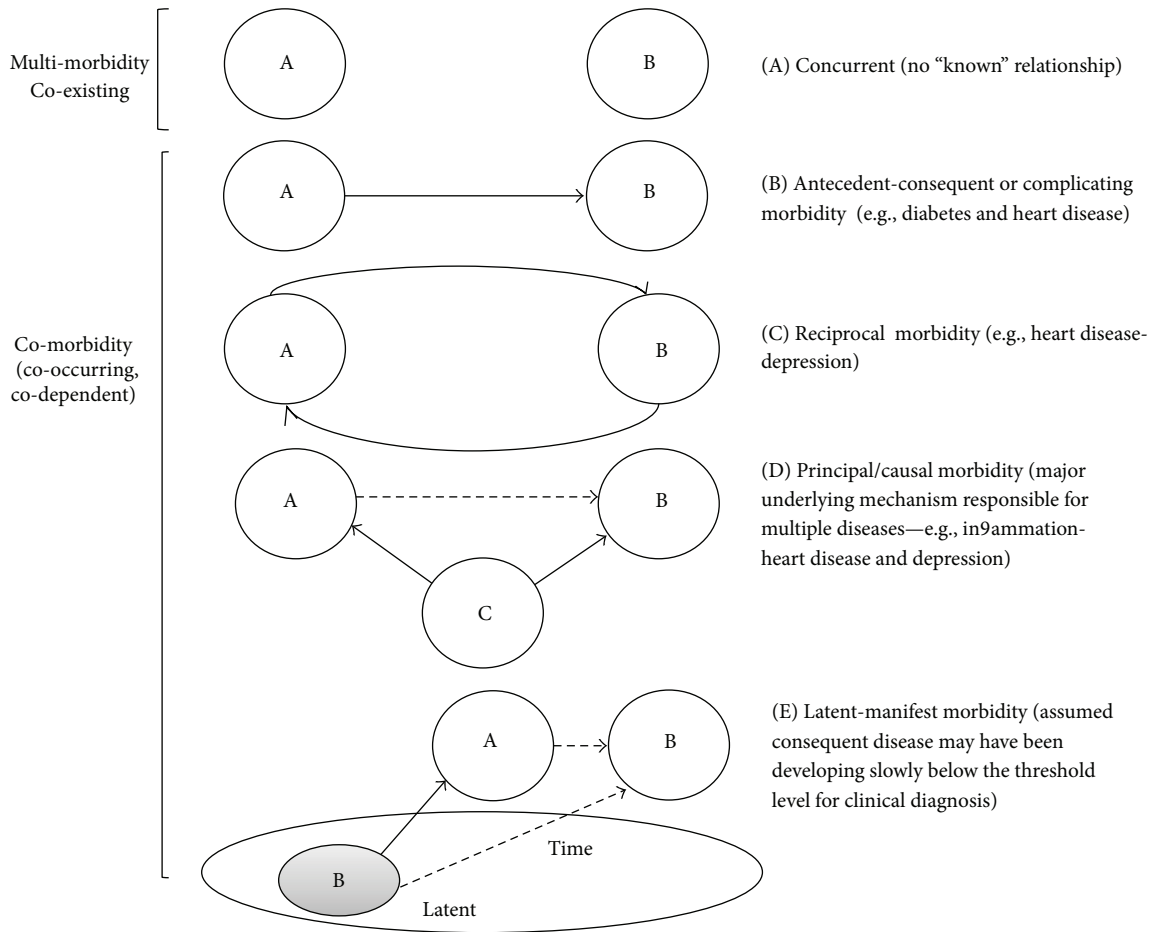 Multi-morbidity
Co-existing
A
B
(A) Concurrent (no “known” relationship)
A
B
(B) Antecedent-consequent or complicating
morbidity (e.g., diabetes and heart disease)
Co-morbidity
(co-occurring,
co-dependent)
A
B
(C) Reciprocal morbidity (e.g., heart disease-
depression)
A
B
C
(D) Principal/causal morbidity (major
underlying mechanism responsible for
multiple diseases—e.g., in9ammation-
heart disease and depression)
A
B
(E) Latent-manifest morbidity (assumed
consequent disease may have been
developing slowly below the threshold
level for clinical diagnosis)
Time
B
Latent